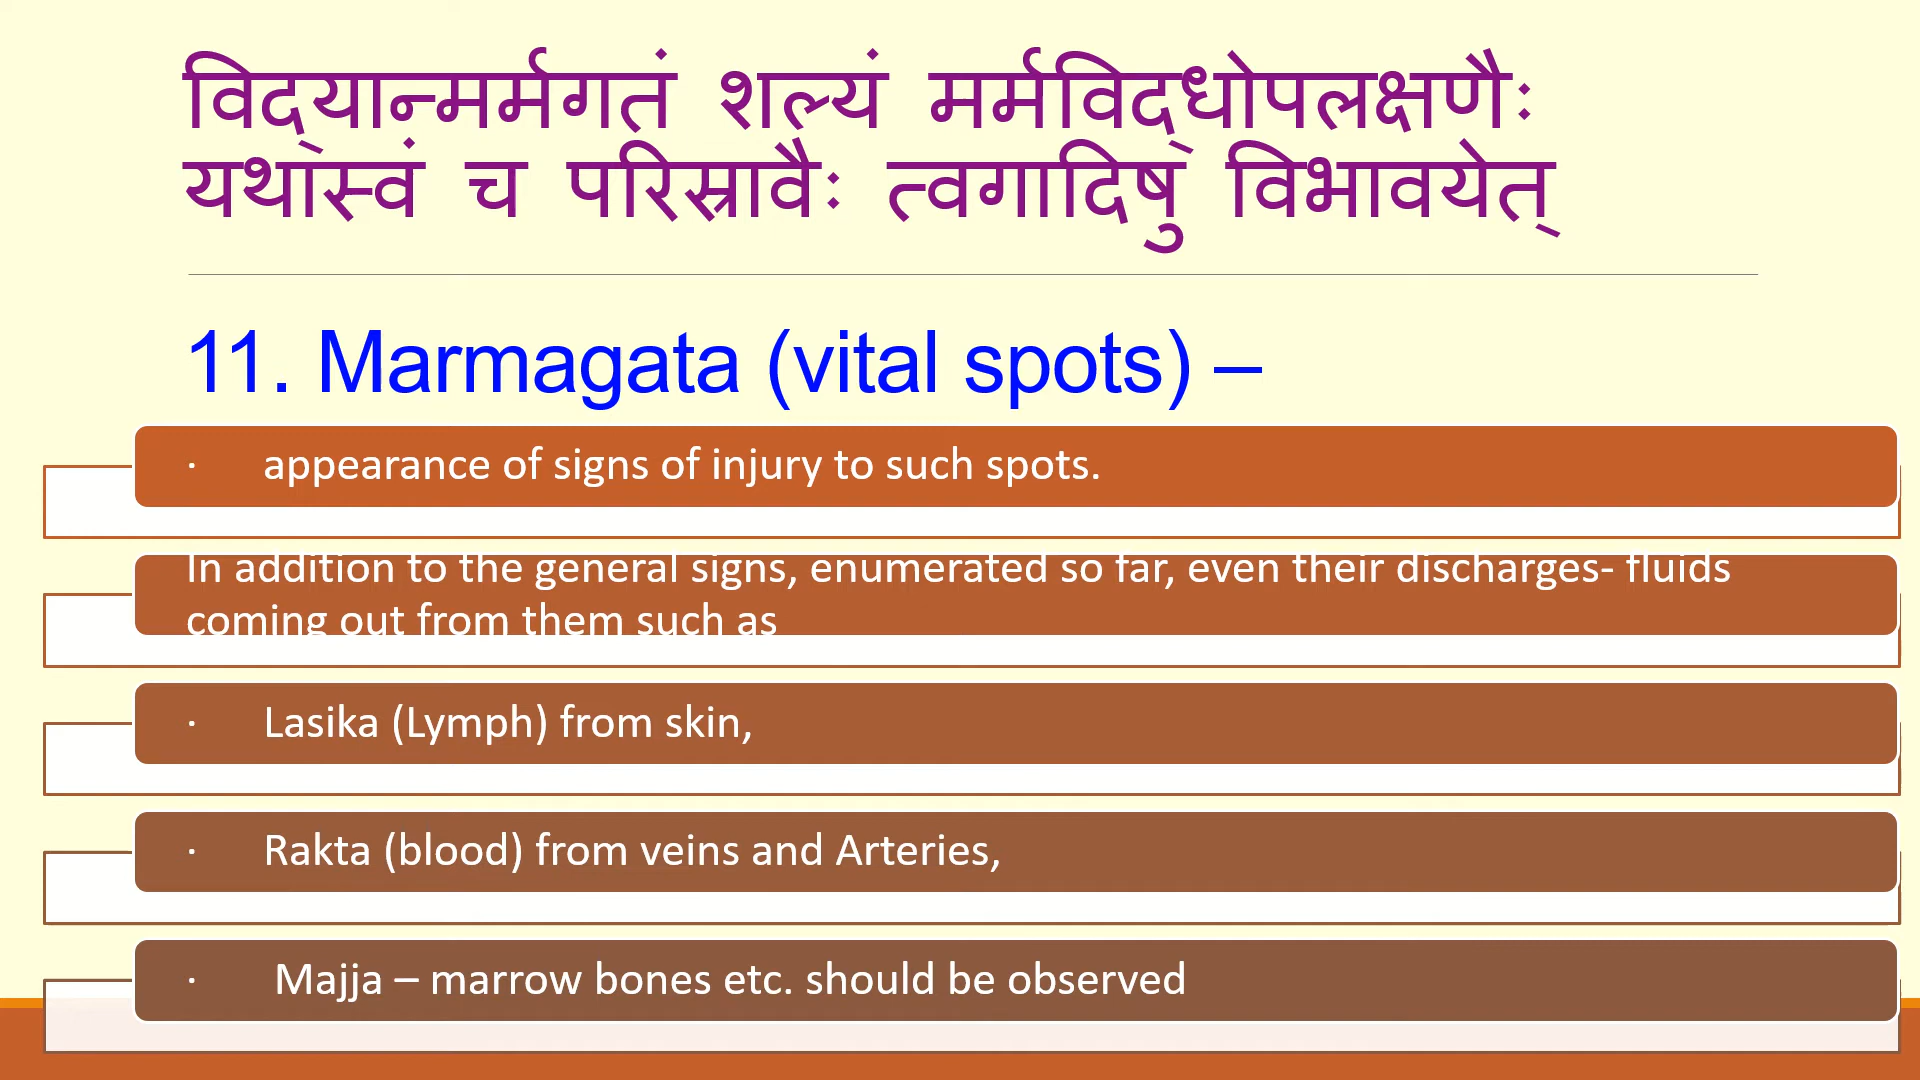 विद्यान्मर्मगतं शल्यं मर्मविद्धोपलक्षणैः
यथास्वं च परिस्रावैः त्वगादिषु विभावयेत्
11. Marmagata (vital spots) –
· appearance of signs of injury to such spots.
In addition to the general signs, enumerated so far, even their discharges- fluids
coming out from them such as
· Lasika (Lymph) from skin,
· Rakta (blood) from veins and Arteries,
· Majja – marrow bones etc. should be observed